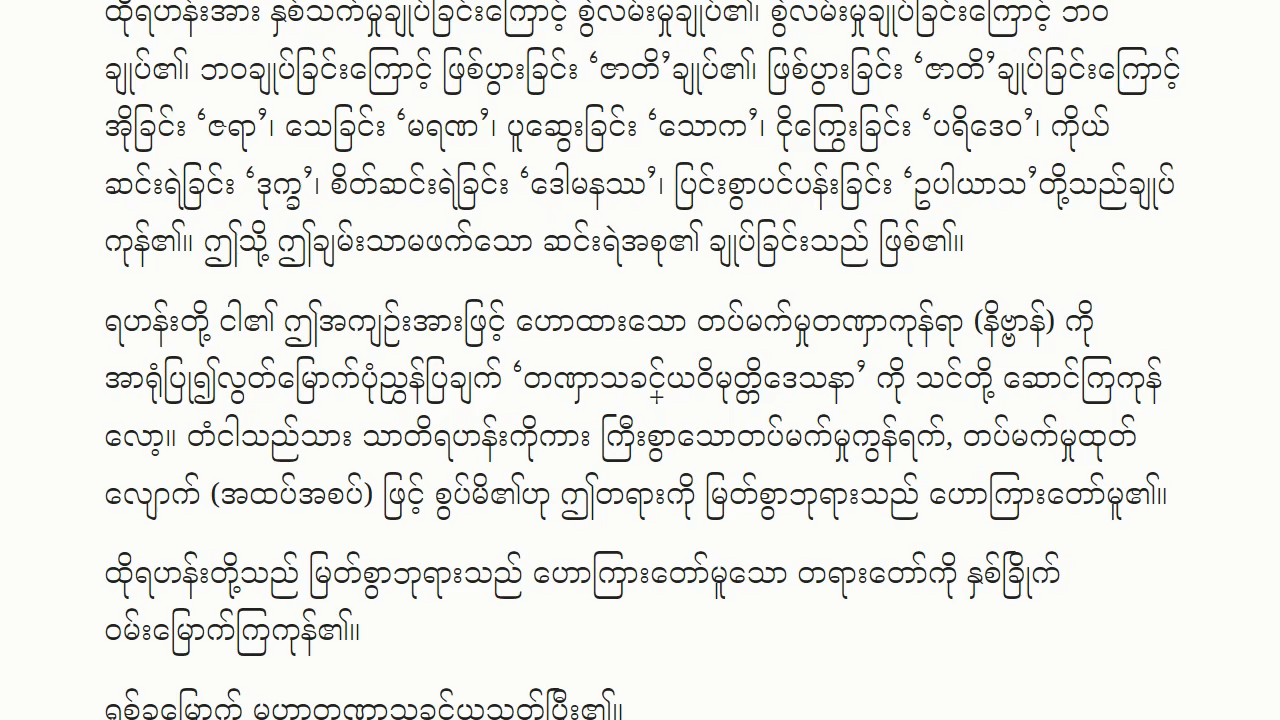 ထိုရဟန်းအား နှစ်သက်မှုချုပ်ခြင်းကြောင့် စွဲလမ်းမှုချုပ်၏၊ စွဲလမ်းမှုချုပ်ခြင်းကြောင့် ဘဝ
ချုပ်၏၊ ဘဝချုပ်ခြင်းကြောင့် ဖြစ်ပွားခြင်း ‘ဇာတိ’ချုပ်၏၊ ဖြစ်ပွားခြင်း ‘ဇာတိ’ချုပ်ခြင်းကြောင့်
အိုခြင်း ‘ဇရာ’၊ သေခြင်း ‘မရဏ’၊ ပူဆွေးခြင်း ‘သောက’၊ ငိုကြွေးခြင်း ‘ပရိဒေဝ’၊ ကိုယ်
ဆင်းရဲခြင်း ‘ဒုက္ခ’၊ စိတ်ဆင်းရဲခြင်း ‘ဒေါမနဿ’၊ ပြင်းစွာပင်ပန်းခြင်း ‘ဥပါယာသ’တို့သည်ချုပ်
ကုန်၏။ ဤသို့ ဤချမ်းသာမဖက်သော ဆင်းရဲအစု၏ ချုပ်ခြင်းသည် ဖြစ်၏။
ရဟန်းတို့ ငါ၏ ဤအကျဉ်းအားဖြင့် ဟောထားသော တပ်မက်မှုတဏှာကုန်ရာ (နိဗ္ဗာန်) ကို
အာရုံပြု၍လွတ်မြောက်ပုံညွှန်ပြချက် ‘တဏှာသင်္ခယဝိမုတ္တိဒေသနာ’ ကို သင်တို့ ဆောင်ကြကုန်
လော့။ တံငါသည်သား သာတိရဟန်းကိုကား ကြီးစွာသောတပ်မက်မှုကွန်ရက်, တပ်မက်မှုထုတ်
လျောက် (အထပ်အစပ်) ဖြင့် စွပ်မိ၏ဟု ဤတရားကို မြတ်စွာဘုရားသည် ဟောကြားတော်မူ၏။
ထိုရဟန်းတို့သည် မြတ်စွာဘုရားသည် ဟောကြားတော်မူသော တရားတော်ကို နှစ်ခြိုက်
ဝမ်းမြောက်ကြကုန်၏။
ရှစ်ခုမြောက် မဟာတဏှာသင်္ခယသုတ်ပြီး၏။